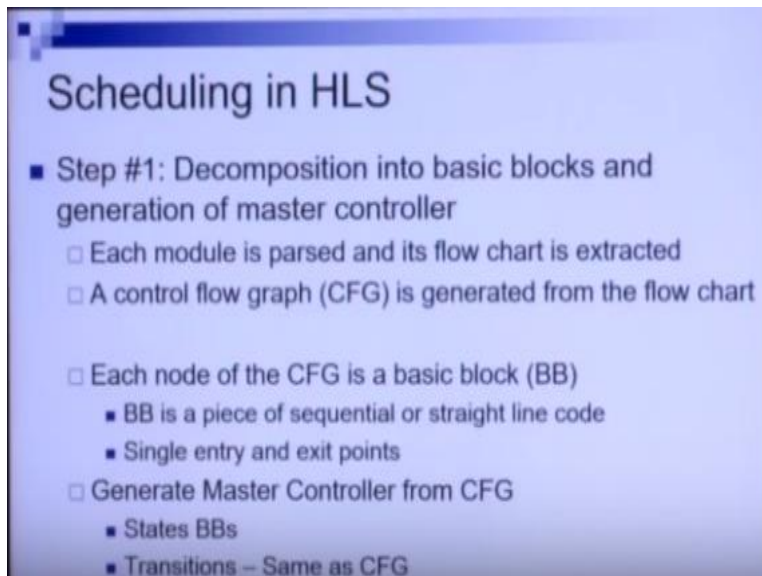 Scheduling in HLS
Step #1: Decomposition into basic blocks and
generation of master controller
Each module is parsed and its flow chart is extracted
A control flow graph (CFG) is generated from the flow chart
Each node of the CFG is a basic block (BB)
BB is a piece of sequential or straight line code
Single entry and exit points
Generate Master Controller from CFG
States BBs
Transitions – Same as CFG